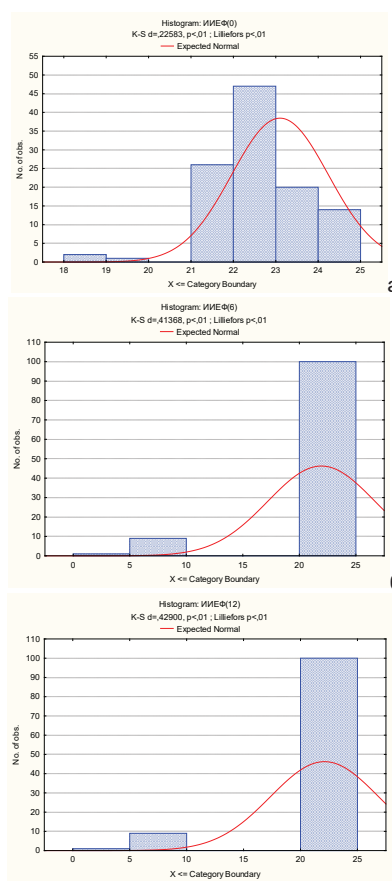 Histogram: ИИЕФ(0)
K-S d=,22583, p<,01 ; Lilliefors p<,01
Expected Normal
55
50
45
40
35
30
25
20
15
10
5
0
No. of obs.
18 19 20 21 22 23 24 25
X <= Category Boundary
а
Histogram: ИИЕФ(6)
K-S d=,41368, p<,01 ; Lilliefors p<,01
Expected Normal
110
100
90
80
70
60
50
40
30
20
10
0
No. of obs.
0 5 10 15 20 25
X <= Category Boundary
Histogram: ИИЕФ(12)
K-S d=,42900, p<,01 ; Lilliefors p<,01
Expected Normal
110
100
90
80
70
60
50
40
30
20
10
0
No. of obs.
0 5 10 15 20 25
X <= Category Boundary